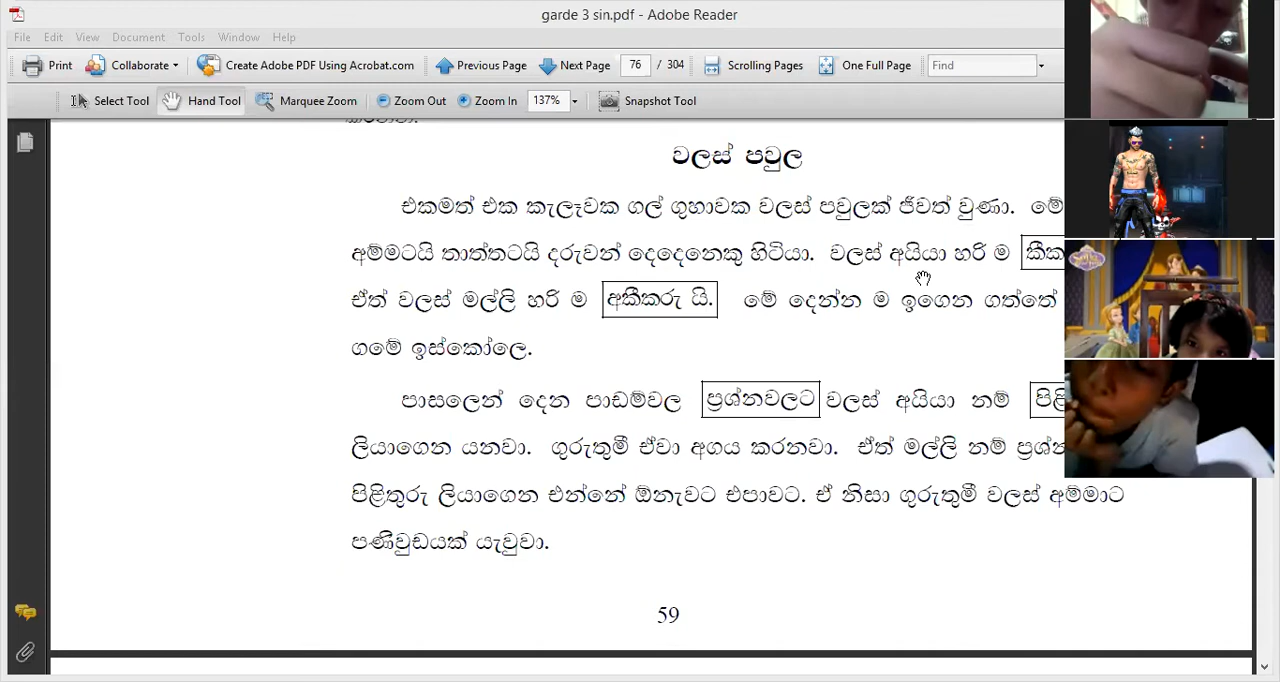 garde 3 sin.pdf - Adobe Reader
File Edit View Document Tools Window Help
Print Collaborate Create Adobe PDF Using Acrobat.com Previous Page Next Page 76 / 304 Scrolling Pages One Full Page Find
Select Tool Hand Tool Marquee Zoom Zoom Out Zoom In 137% Snapshot Tool
වලස් පවුල
එකමත් එක කැලෑවක ගල් ගුහාවක වලස් පවුලක් ජීවත් වුණා. මේ
අම්මටයි තාත්තටයි දරුවන් දෙදෙනෙකු හිටියා. වලස් අයියා හරි ම
ඒත් වලස් මල්ලි හරි ම අකීකරු යි. මේ දෙන්න ම ඉගෙන ගත්තේ
ගමේ ඉස්කෝලෙ.
පාසලෙන් දෙන පාඩම්වල ප්‍රශ්නවලට වලස් අයියා නම්
ලියාගෙන යනවා. ගුරුතුමී ඒවා අගය කරනවා. ඒත් මල්ලි නම්
පිළිතුරු ලියාගෙන එන්නේ ඕනැවට එපාවට. ඒ නිසා ගුරුතුමී වලස් අම්මාට
පණිවුඩයක් යැවුවා.
59